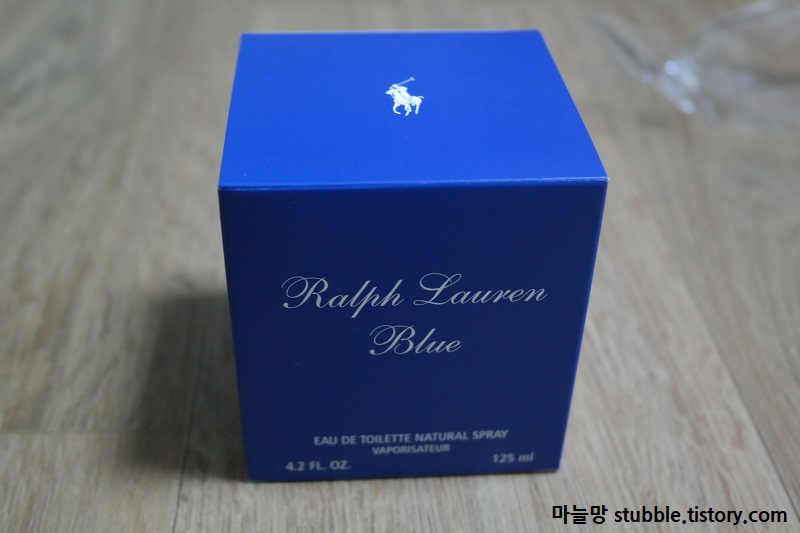 Ralph Lauren
Blue
EAU DE TOILETTE NATURAL SPRAY
VAPORISATEUR
4.2 FL. OZ. 125 ml
마늘망 stubble.tistory.com